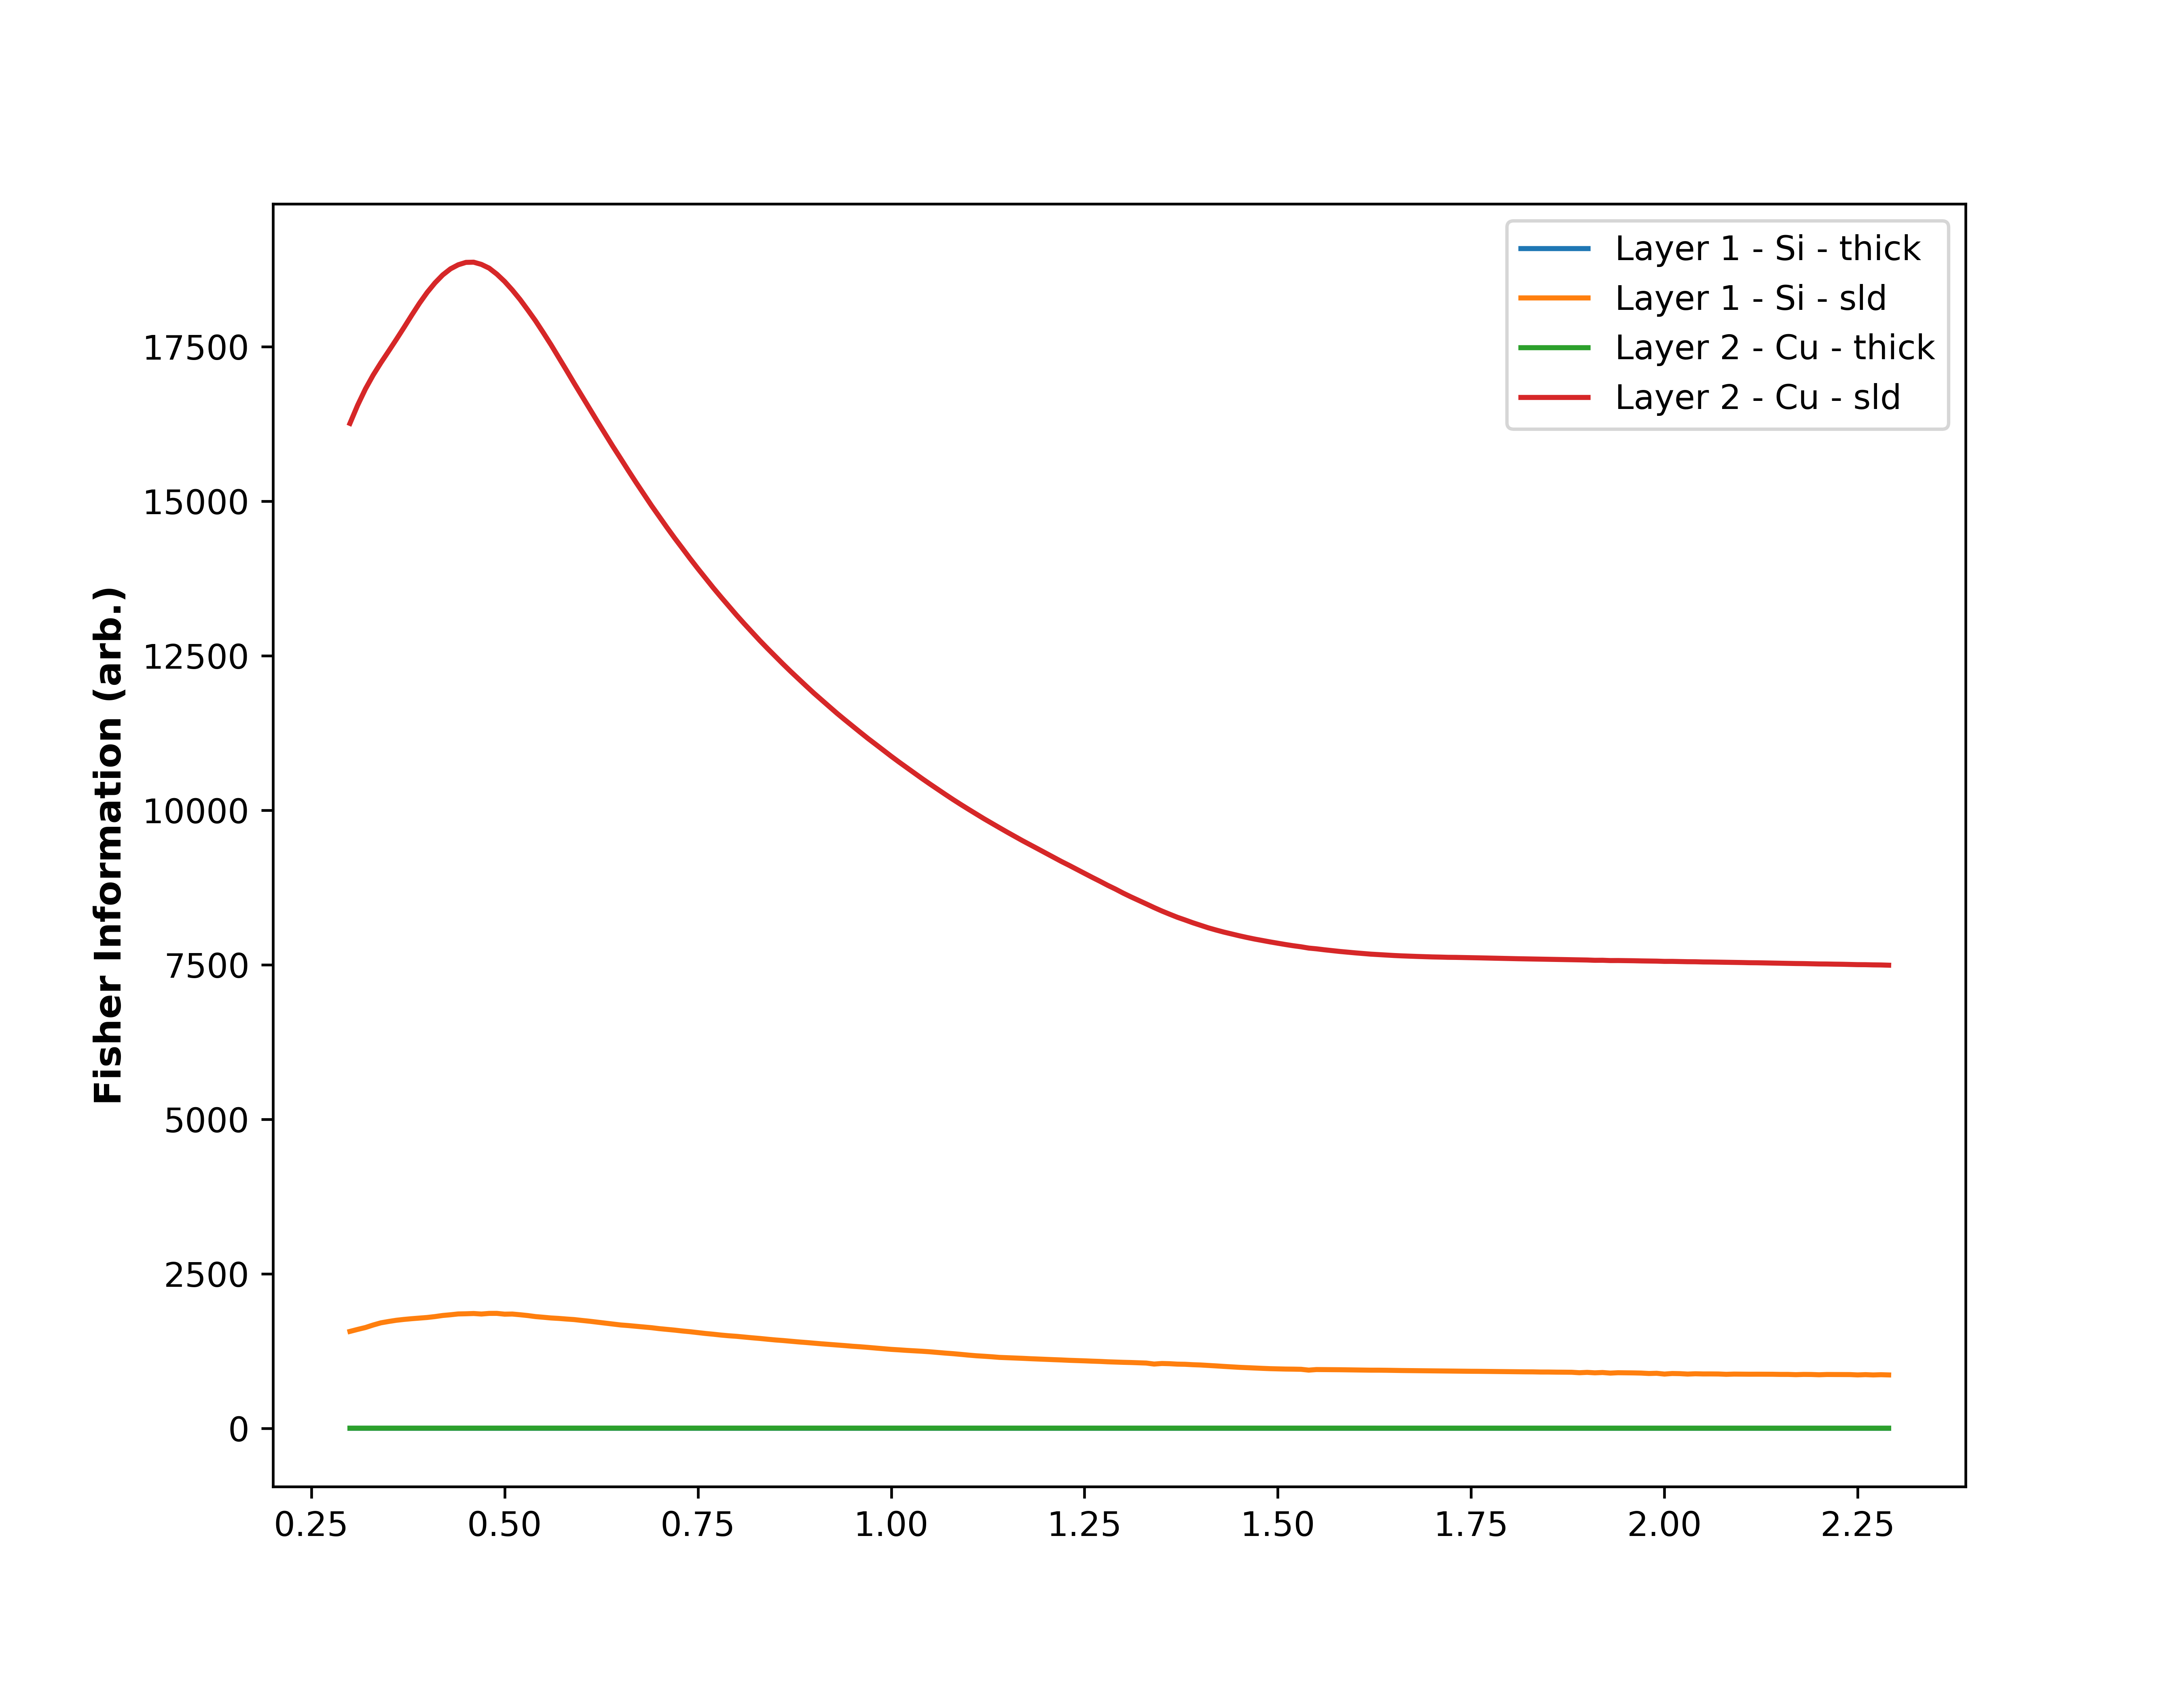 Layer 1 - Si - thick
Layer 1 - Si - sld
Layer 2 - Cu - thick
Layer 2 - Cu - sld
Fisher Information (arb.)
17500
15000
12500
10000
7500
5000
2500
0
0.25 0.50 0.75 1.00 1.25 1.50 1.75 2.00 2.25